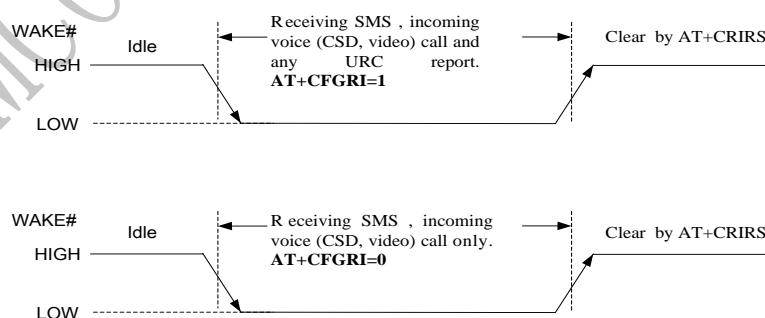 WAKE#
Idle
Receiving SMS , incoming
voice (CSD, video) call and
any URC report.
AT+CFGRI=1
Clear by AT+CRIRS
HIGH
LOW
WAKE#
Idle
R eceiving SMS , incoming
voice (CSD, video) call only.
AT+CFGRI=0
Clear by AT+CRIRS
HIGH
LOW